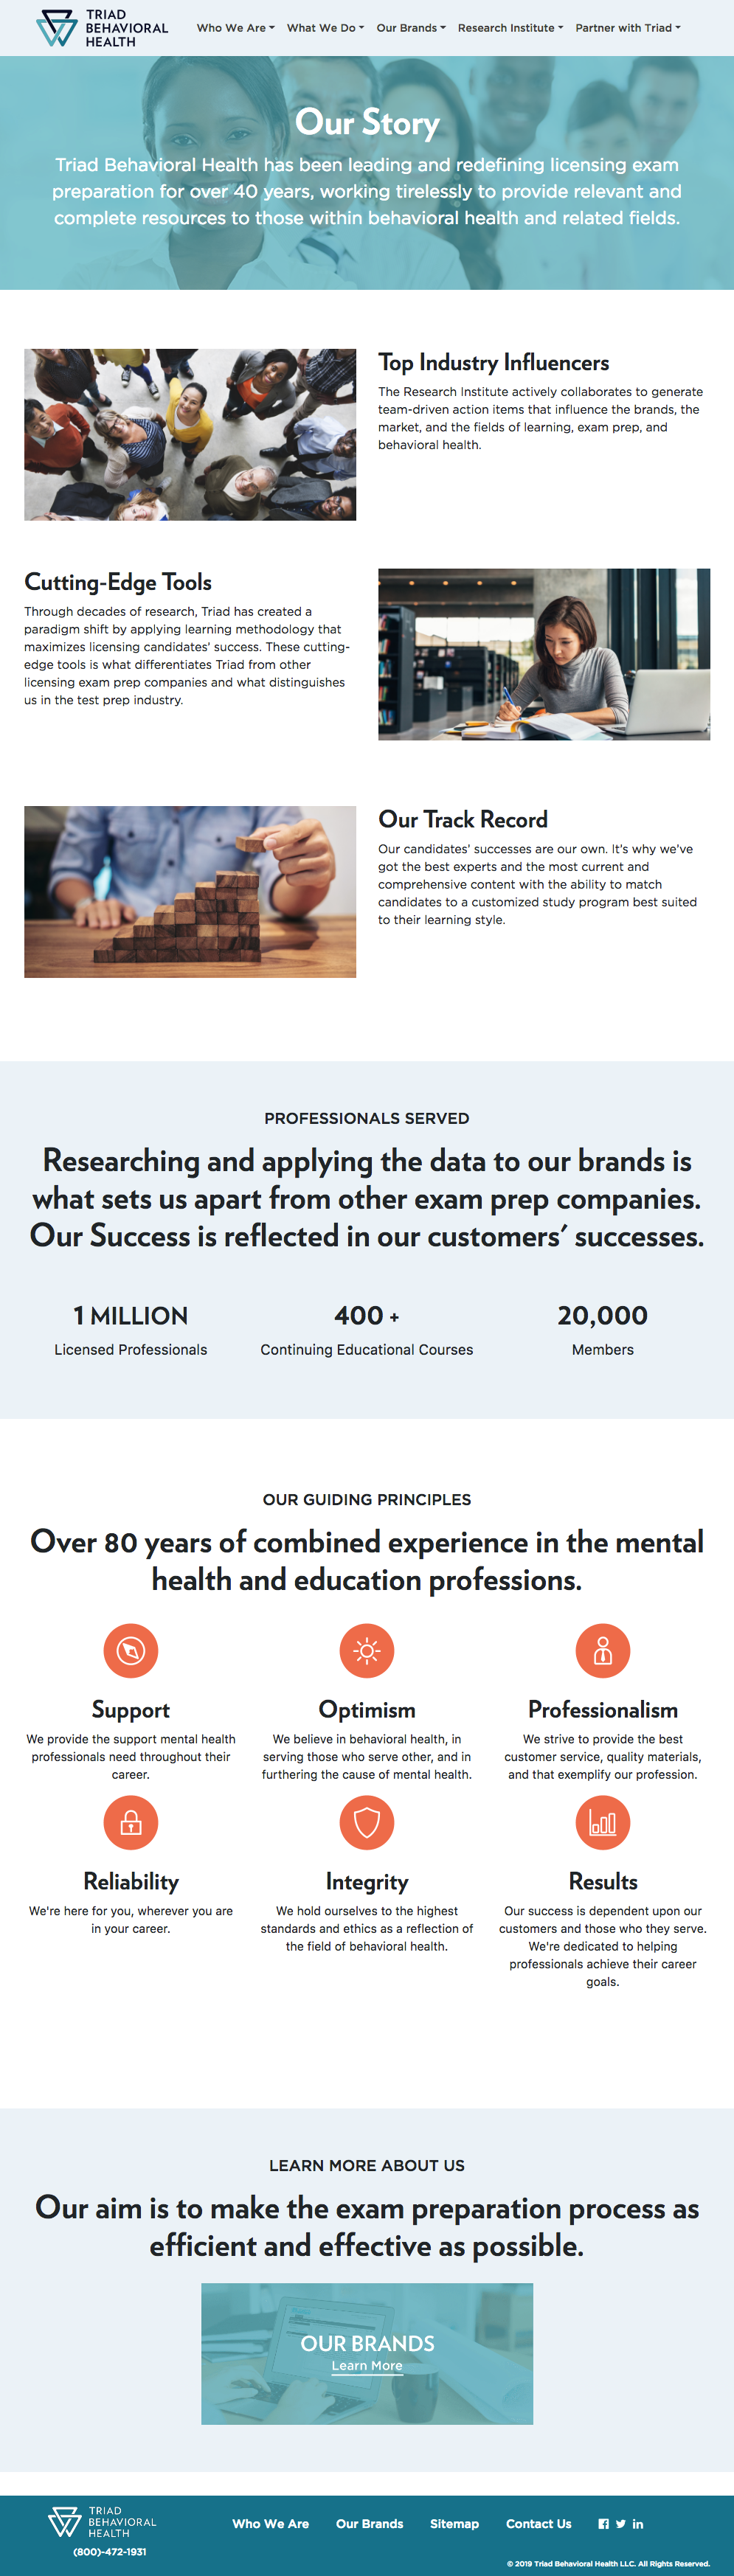 TRIAD
BEHAVIORAL
HEALTH
Who We Are What We Do Our Brands Research Institute Partner with Triad
Our Story
Triad Behavioral Health has been leading and redefining licensing exam
preparation for over 40 years, working tirelessly to provide relevant and
complete resources to those within behavioral health and related fields.
Top Industry Influencers
The Research Institute actively collaborates to generate
team-driven action items that influence the brands, the
market, and the fields of learning, exam prep, and
behavioral health.
Cutting-Edge Tools
Through decades of research, Triad has created a
paradigm shift by applying learning methodology that
maximizes licensing candidates' success. These cutting-
edge tools is what differentiates Triad from other
licensing exam prep companies and what distinguishes
us in the test prep industry.
Our Track Record
Our candidates' successes are our own. It's why we've
got the best experts and the most current and
comprehensive content with the ability to match
candidates to a customized study program best suited
to their learning style.
PROFESSIONALS SERVED
Researching and applying the data to our brands is
what sets us apart from other exam prep companies.
Our Success is reflected in our customers' successes.
1 MILLION
Licensed Professionals
400 +
Continuing Educational Courses
20,000
Members
OUR GUIDING PRINCIPLES
Over 80 years of combined experience in the mental
health and education professions.
Support
We provide the support mental health
professionals need throughout their
career.
Optimism
We believe in behavioral health, in
serving those who serve other, and in
furthering the cause of mental health.
Professionalism
We strive to provide the best
customer service, quality materials,
and that exemplify our profession.
Reliability
We're here for you, wherever you are
in your career.
Integrity
We hold ourselves to the highest
standards and ethics as a reflection of
the field of behavioral health.
Results
Our success is dependent upon our
customers and those who they serve.
We're dedicated to helping
professionals achieve their career
goals.
LEARN MORE ABOUT US
Our aim is to make the exam preparation process as
efficient and effective as possible.
OUR BRANDS
Learn More
TRIAD
BEHAVIORAL
HEALTH
(800)-472-1931
Who We Are Our Brands Sitemap Contact Us
© 2019 Triad Behavioral Health LLC. All Rights Reserved.